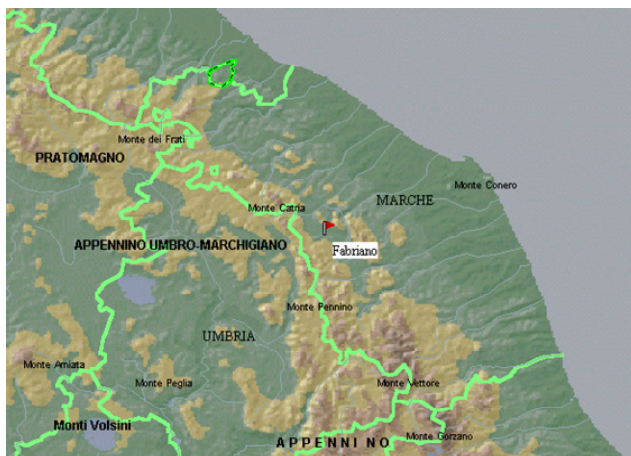 Monte dei Frati
PRATOMAGNO
Monte Conero
MARCHE
Monte Catria
Fabriano
APPENNINO UMBRO-MARCHIGIANO
Monte Pennino
UMBRIA
Monte Amiata
Monte Peglia
Monte Vettore
Monti Volsini
Monte Gorzano
APPENNINO